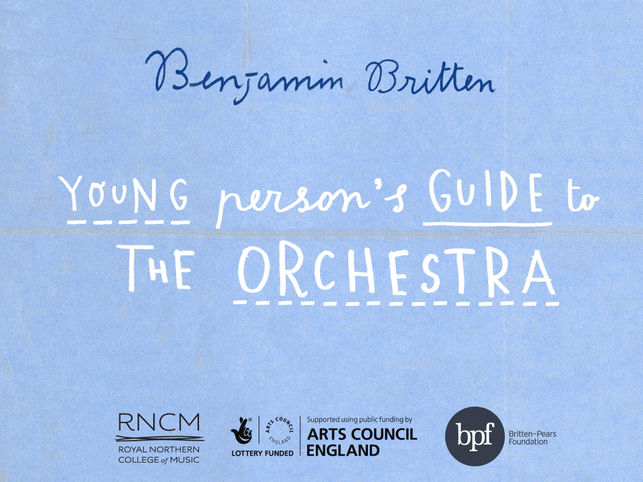 Benjamin Britten
YOUNG person's GUIDE to
THE ORCHESTRA
RNCM
ROYAL NORTHERN
COLLEGE of MUSIC
LOTTERY FUNDED
ARTS COUNCIL
ENGLAND
Supported using public funding by
ARTS COUNCIL
ENGLAND
bpf
Britten–Pears
Foundation